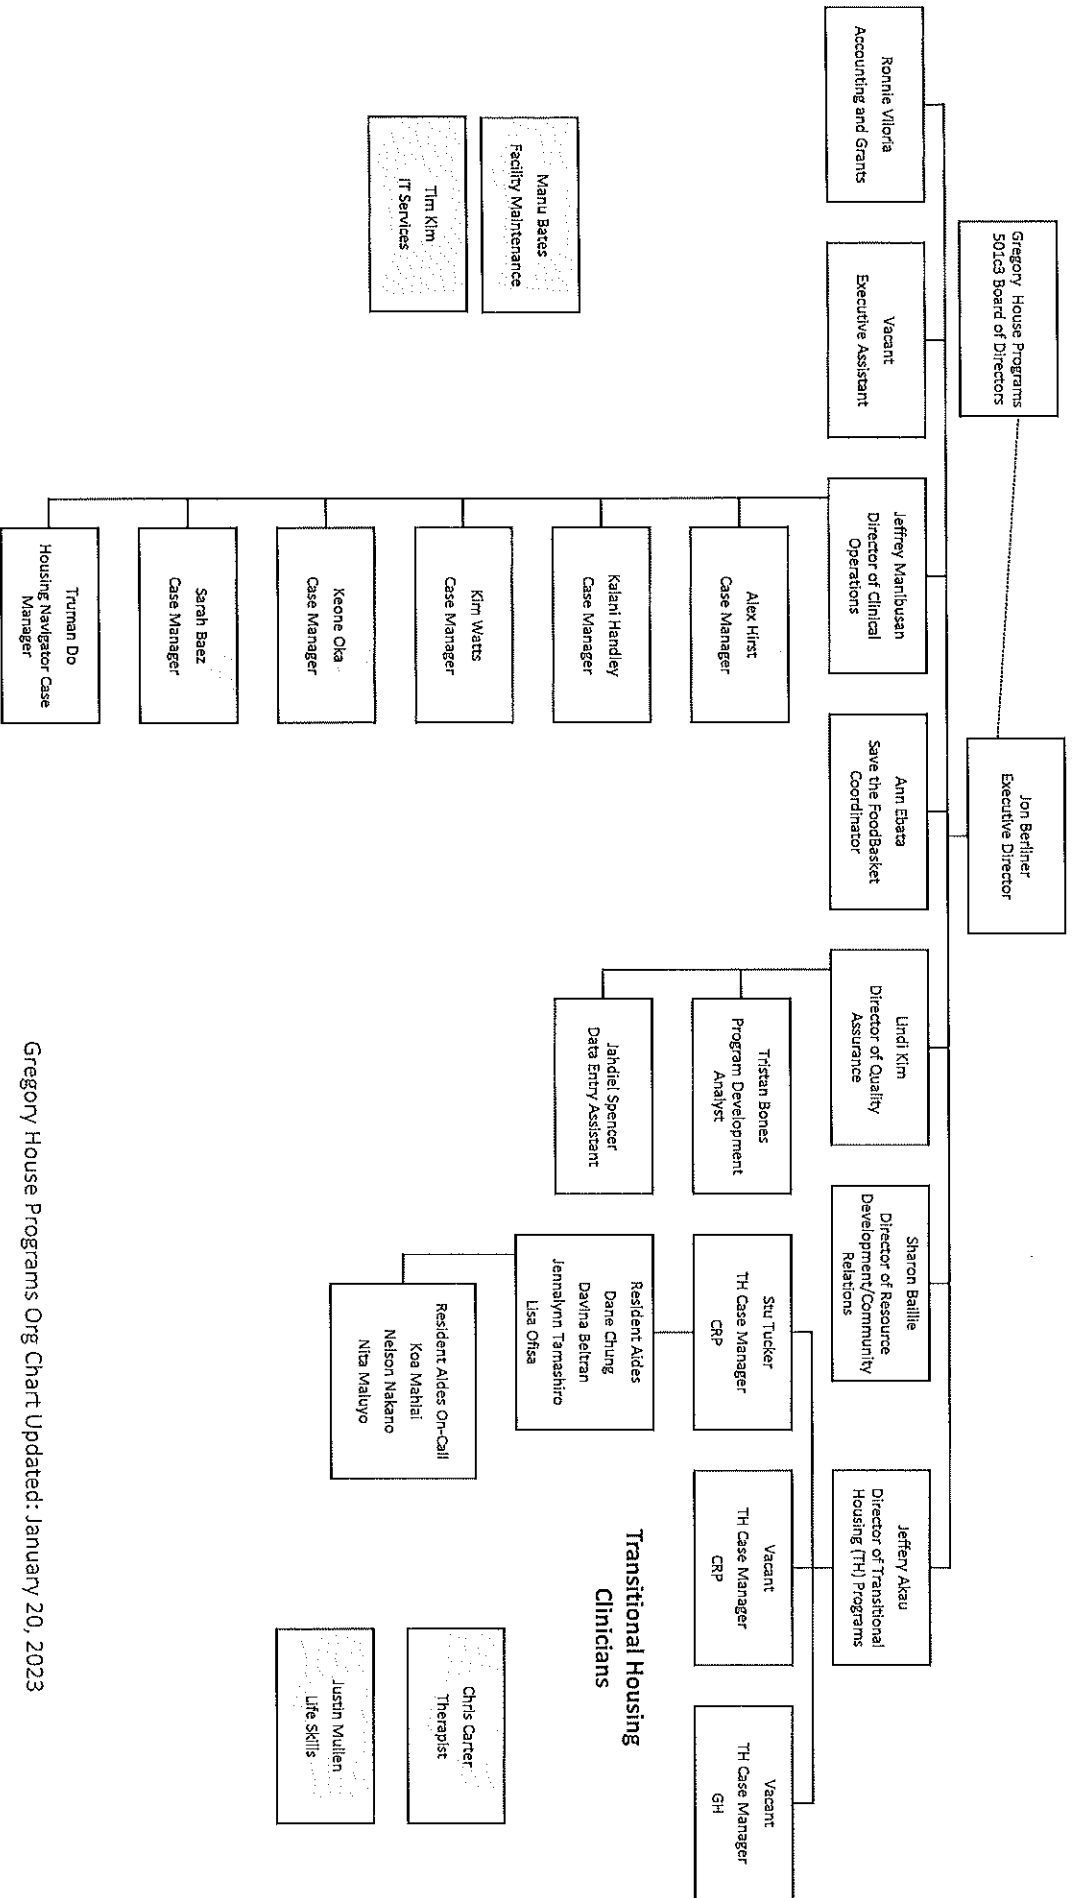 Gregory House Programs
501c3 Board of Directors
Jon Berliner
Executive Director
Ronnie Viloria
Accounting and Grants
Vacant
Executive Assistant
Jeffrey Manibusan
Director of Clinical
Operations
Ann Ebata
Save the FoodBasket
Coordinator
Lindi Kim
Director of Quality
Assurance
Sharon Baillie
Director of Resource
Development/Community
Relations
Jeffery Akau
Director of Transitional
Housing (TH) Programs
Alex Hirst
Case Manager
Kalani Handley
Case Manager
Kim Watts
Case Manager
Keone Oka
Case Manager
Sarah Baez
Case Manager
Truman Do
Housing Navigator Case
Manager
Tristan Bones
Program Development
Analyst
Jahdiel Spencer
Data Entry Assistant
Stu Tucker
TH Case Manager
CRP
Vacant
TH Case Manager
CRP
Vacant
TH Case Manager
GH
Resident Aides
Dane Chung
Davina Beltran
Jennalynn Tamashiro
Lisa Ofisa
Resident Aides On-Call
Koa Mahiai
Nelson Nakano
Nita Maluyo
Manu Bates
Facility Maintenance
Tim Kim
IT Services
Transitional Housing
Clinicians
Chris Carter
Therapist
Justin Mullen
Life Skills
Gregory House Programs Org Chart Updated: January 20, 2023